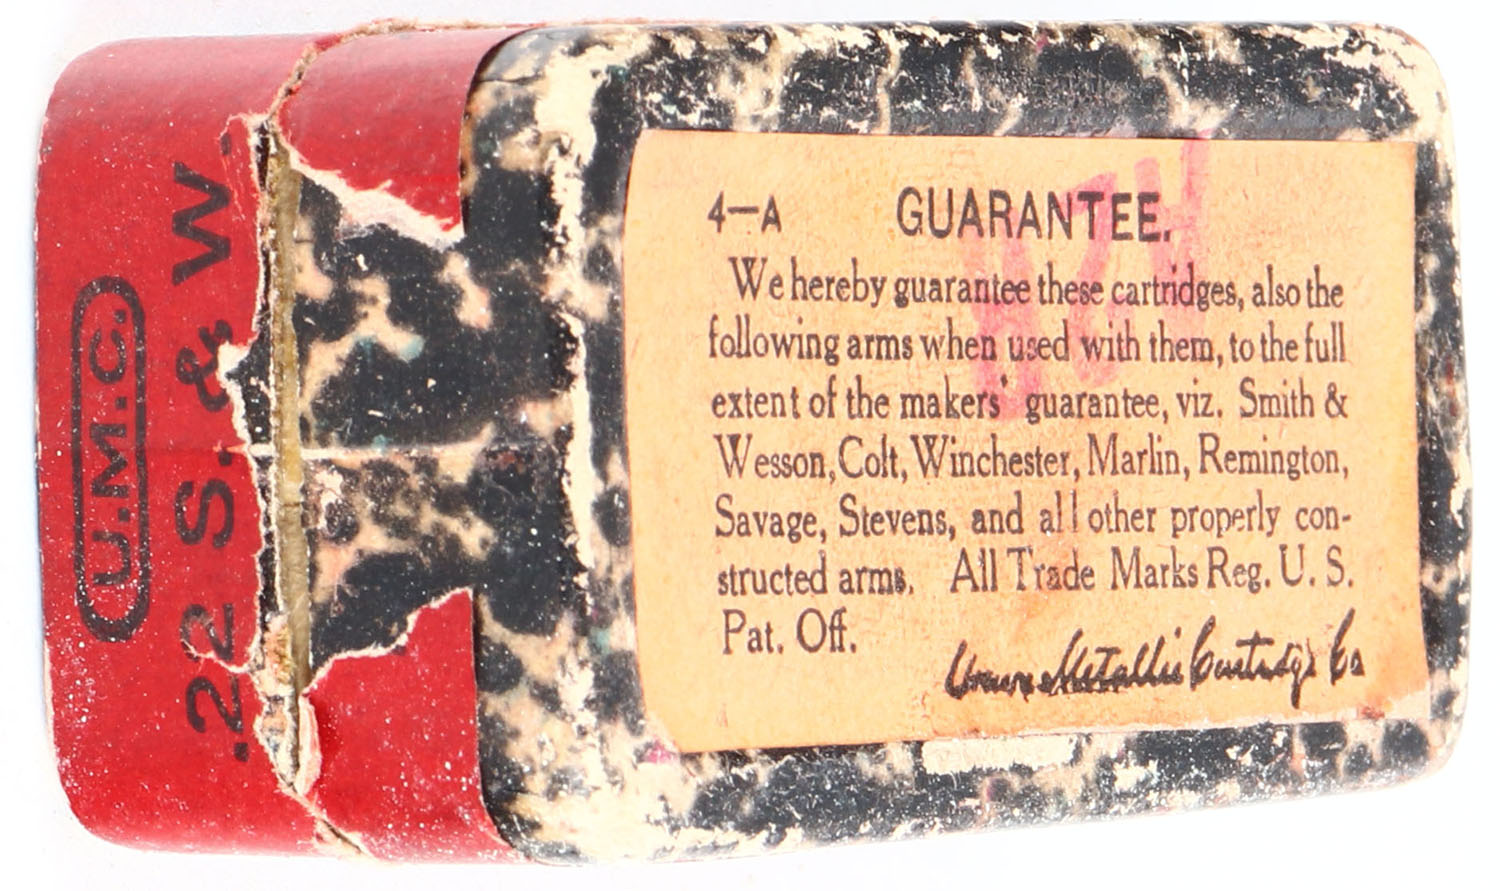 U.M.C.
.22 S. & W.
4—A GUARANTEE.
We hereby guarantee these cartridges, also the
following arms when used with them, to the full
extent of the makers' guarantee, viz. Smith &
Wesson, Colt, Winchester, Marlin, Remington,
Savage, Stevens, and all other properly con-
structed arms. All Trade Marks Reg. U. S.
Pat. Off.
Union Metallic Cartridge Co